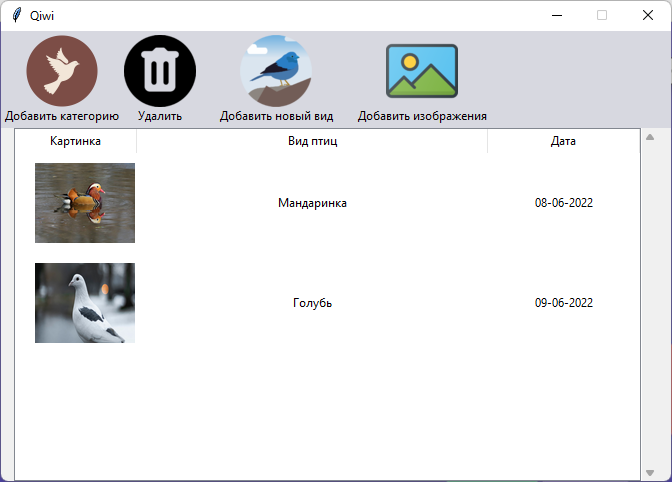 Qiwi
Добавить категорию Удалить Добавить новый вид Добавить изображения
Картинка Вид птиц Дата
Мандаринка 08-06-2022
Голубь 09-06-2022